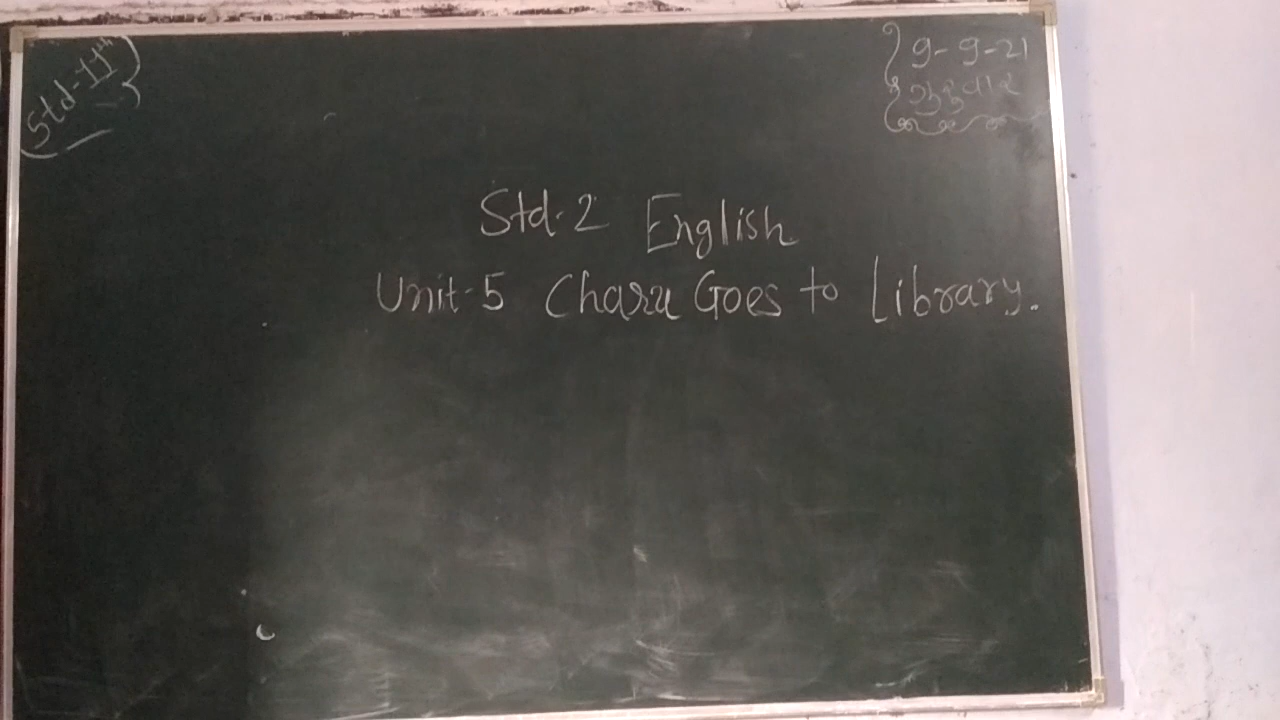 Std-11th
9-9-21
ગુરુવાર
Std-2 English
Unit-5 Charu Goes to Library.